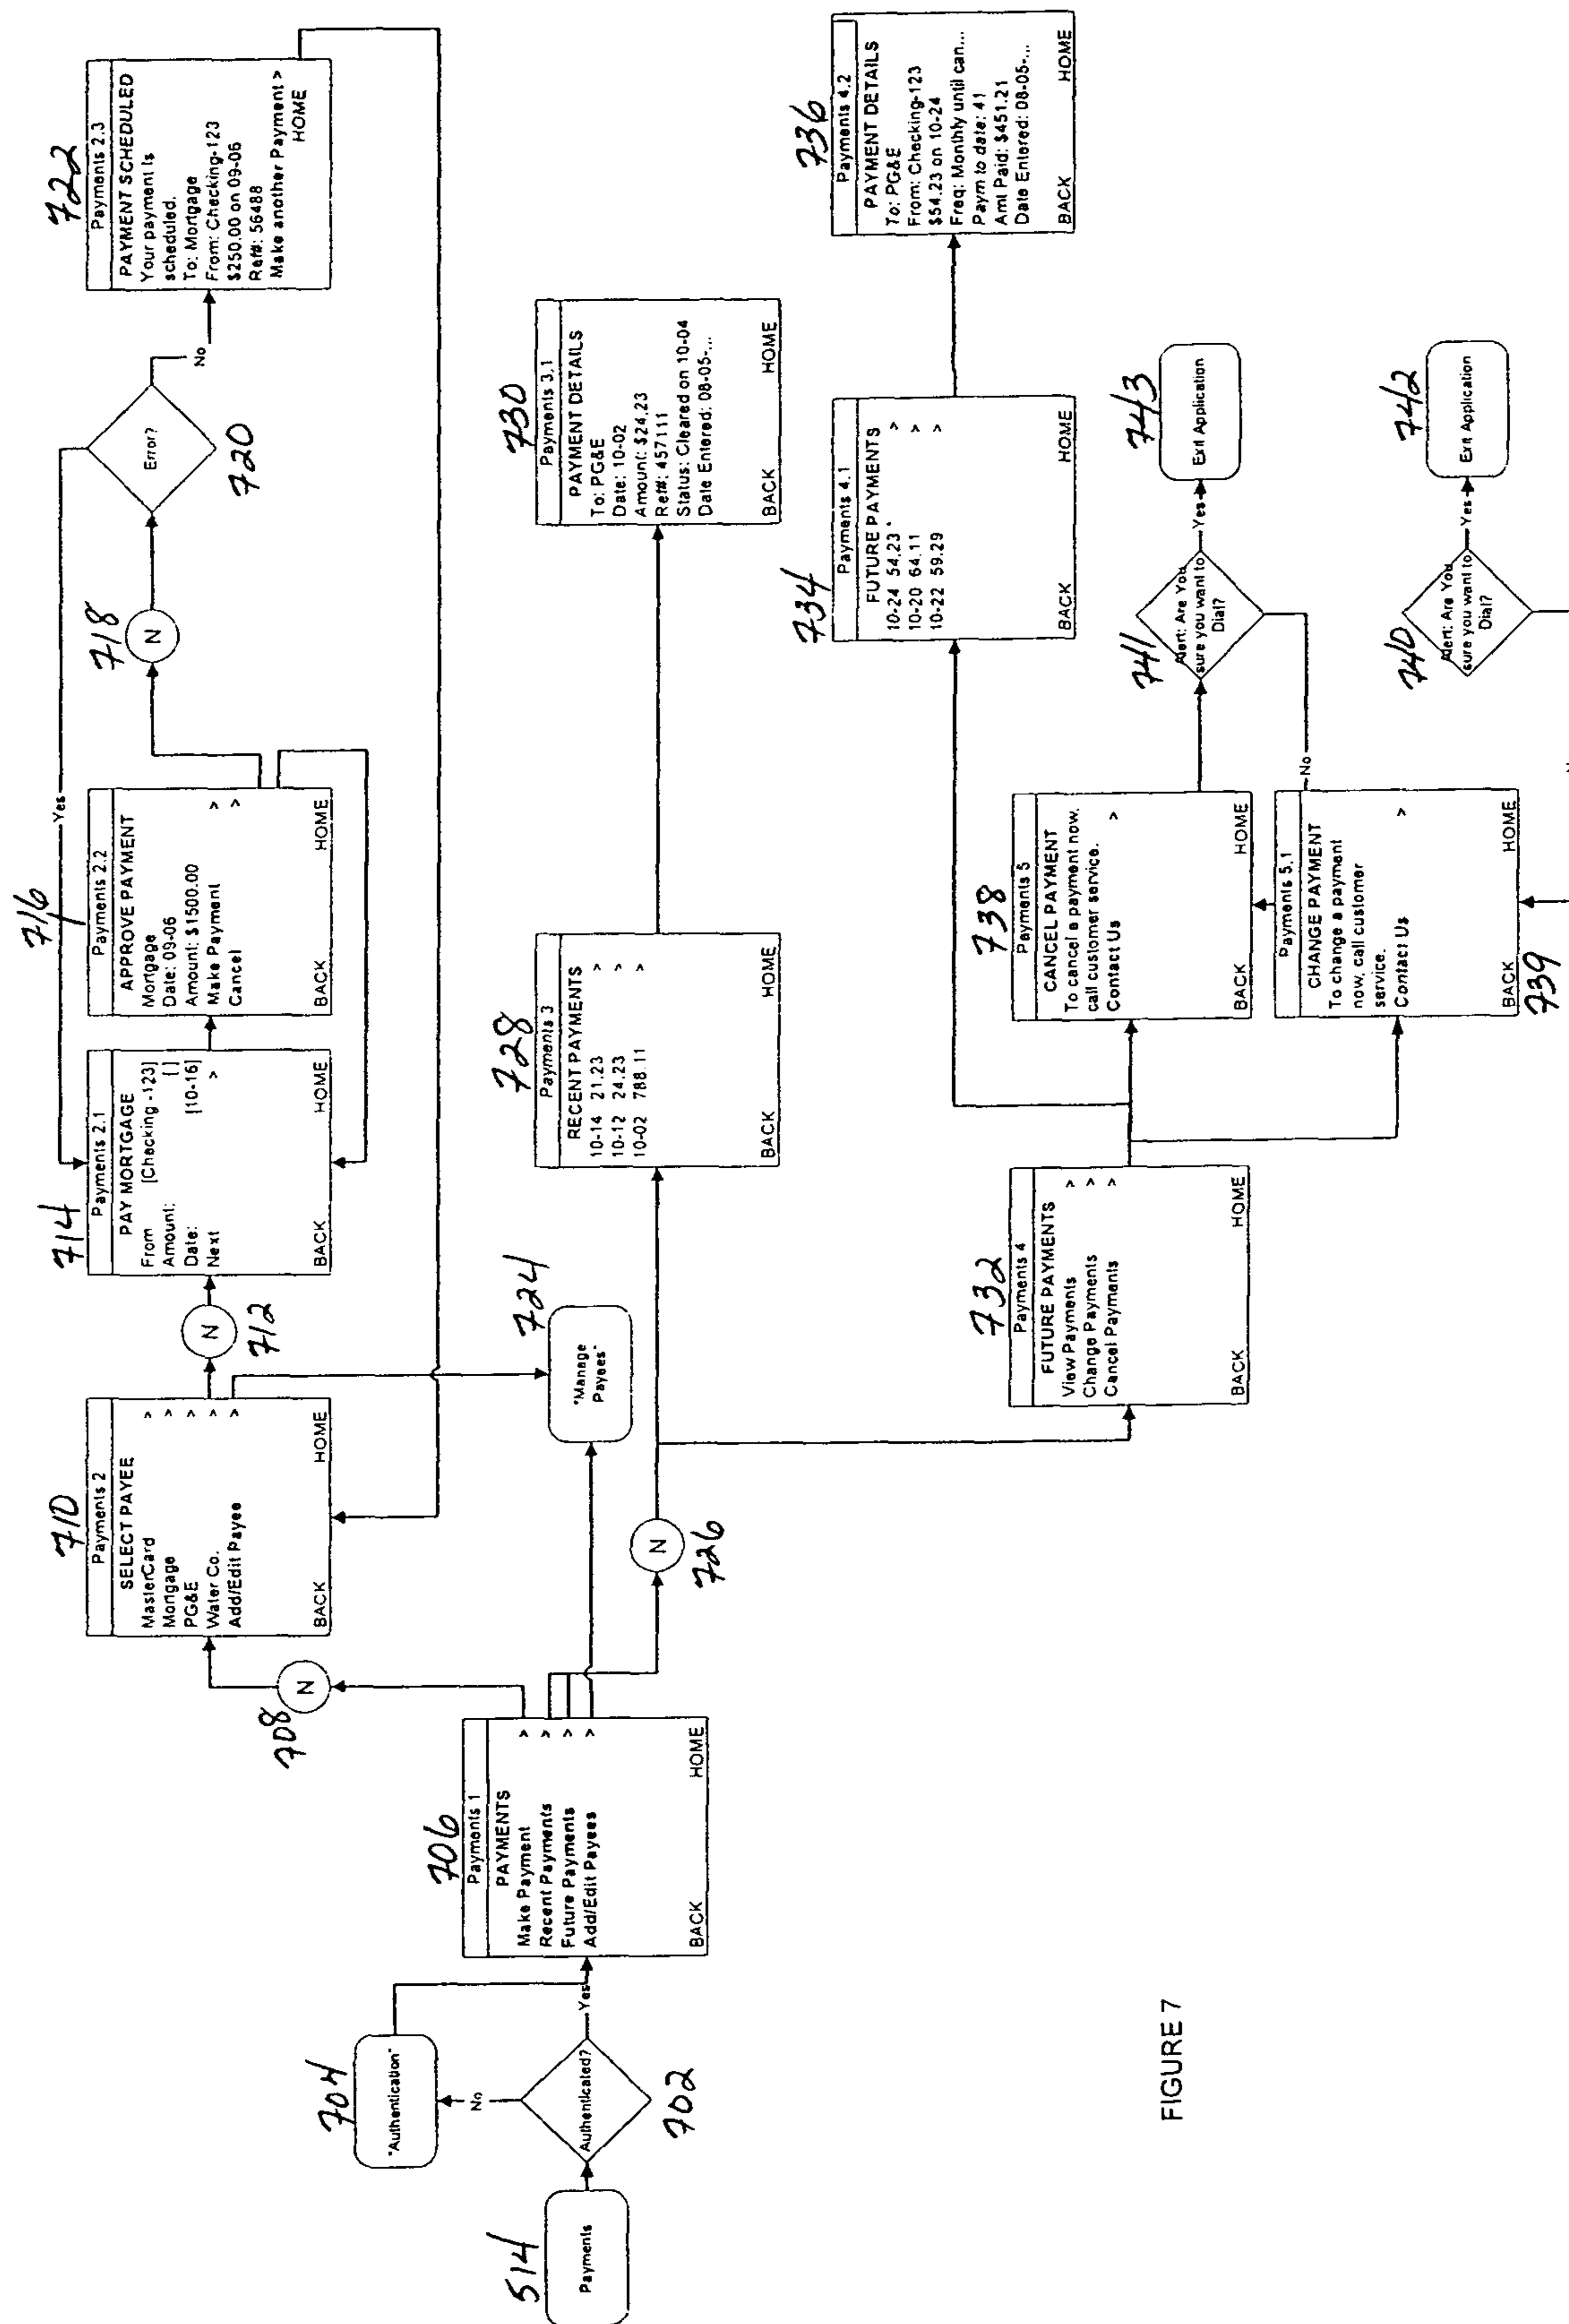 514
Payments
702
Authenticated?
No
Yes
704
"Authentication"
706
Payments 1
PAYMENTS
Make Payment >
Recent Payments >
Future Payments >
Add/Edit Payees >
BACK HOME
708
N
710
Payments 2
SELECT PAYEE
MasterCard >
Mortgage >
PG&E >
Water Co. >
Add/Edit Payee >
BACK HOME
712
N
714
Payments 2.1
PAY MORTGAGE
From [Checking -123]
Amount: [ ]
Date: [10-16]
Next >
BACK HOME
716
Payments 2.2
APPROVE PAYMENT
Mortgage
Date: 09-06
Amount: $1500.00
Make Payment >
Cancel >
BACK HOME
718
N
720
Error?
Yes
No
722
Payments 2.3
PAYMENT SCHEDULED
Your payment is
scheduled.
To: Mortgage
From: Checking-123
$250.00 on 09-06
Ref#: 56488
Make another Payment >
HOME
724
"Manage
Payees"
726
N
728
Payments 3
RECENT PAYMENTS
10-14 21.23 >
10-12 24.23 >
10-02 788.11 >
BACK HOME
730
Payments 3.1
PAYMENT DETAILS
To: PG&E
Date: 10-02
Amount: $24.23
Ref#: 457111
Status: Cleared on 10-04
Date Entered: 08-05-...
BACK HOME
732
Payments 4
FUTURE PAYMENTS
View Payments >
Change Payments >
Cancel Payments >
BACK HOME
734
Payments 4.1
FUTURE PAYMENTS
10-24 54.23 * >
10-20 64.11 >
10-22 59.29 >
BACK HOME
736
Payments 4.2
PAYMENT DETAILS
To: PG&E
From: Checking-123
$54.23 on 10-24
Freq: Monthly until can...
Paym to date: 41
Amt Paid: $451.21
Date Entered: 08-05-...
BACK HOME
738
Payments 5
CANCEL PAYMENT
To cancel a payment now,
call customer service.
Contact Us >
BACK HOME
739
Payments 5.1
CHANGE PAYMENT
To change a payment
now, call customer
service.
Contact Us >
BACK HOME
741
Alert: Are You
sure you want to
Dial?
Yes
No
743
Exit Application
740
Alert: Are You
sure you want to
Dial?
Yes
742
Exit Application
FIGURE 7